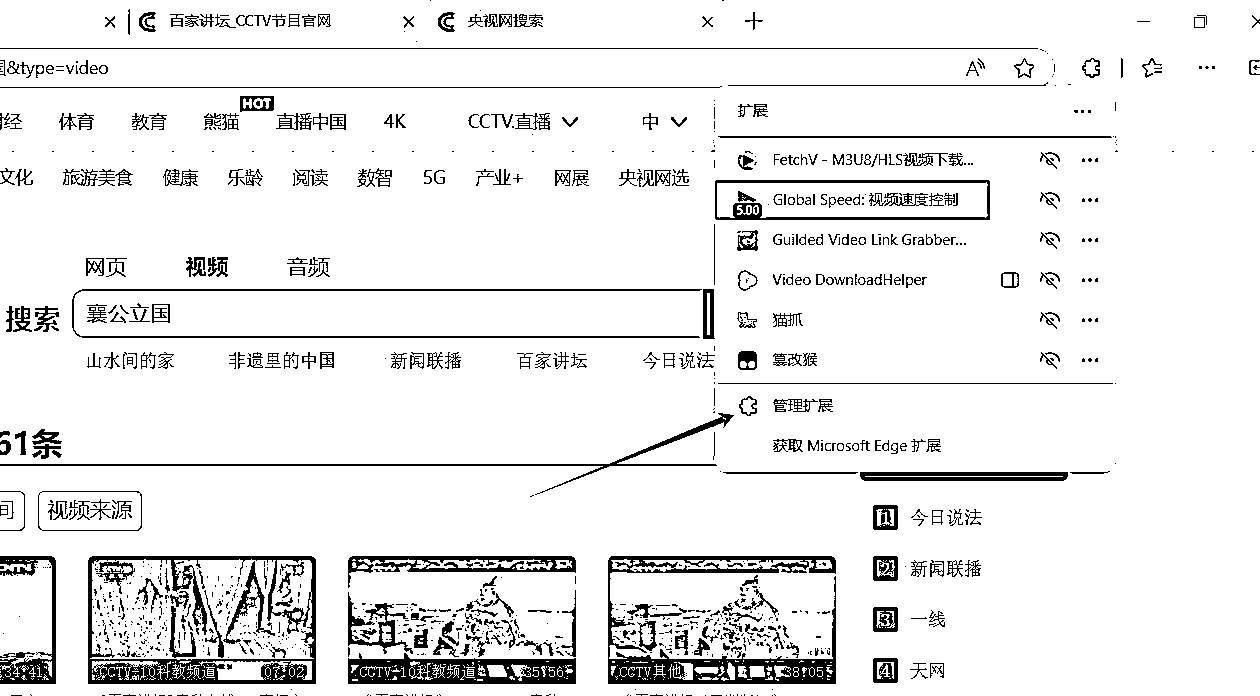 百家讲坛_CCTV节目官网
央视网搜索
&type=video
HOT
体育 教育 熊猫 直播中国 4K CCTV.直播 中
文化 旅游美食 健康 乐龄 阅读 数智 5G 产业+ 网展 央视网选
扩展
FetchV - M3U8/HLS视频下载...
5.00 Global Speed: 视频速度控制
Guilded Video Link Grabber...
Video DownloadHelper
猫抓
篡改猴
管理扩展
获取 Microsoft Edge 扩展
网页 视频 音频
搜索 襄公立国
山水间的家 非遗里的中国 新闻联播 百家讲坛 今日说法
61条
间 视频来源
CCTV-10科教频道 07:02
CCTV-10科教频道 35:56
CCTV其他 38:05
34:41
1 今日说法
2 新闻联播
3 一线
4 天网